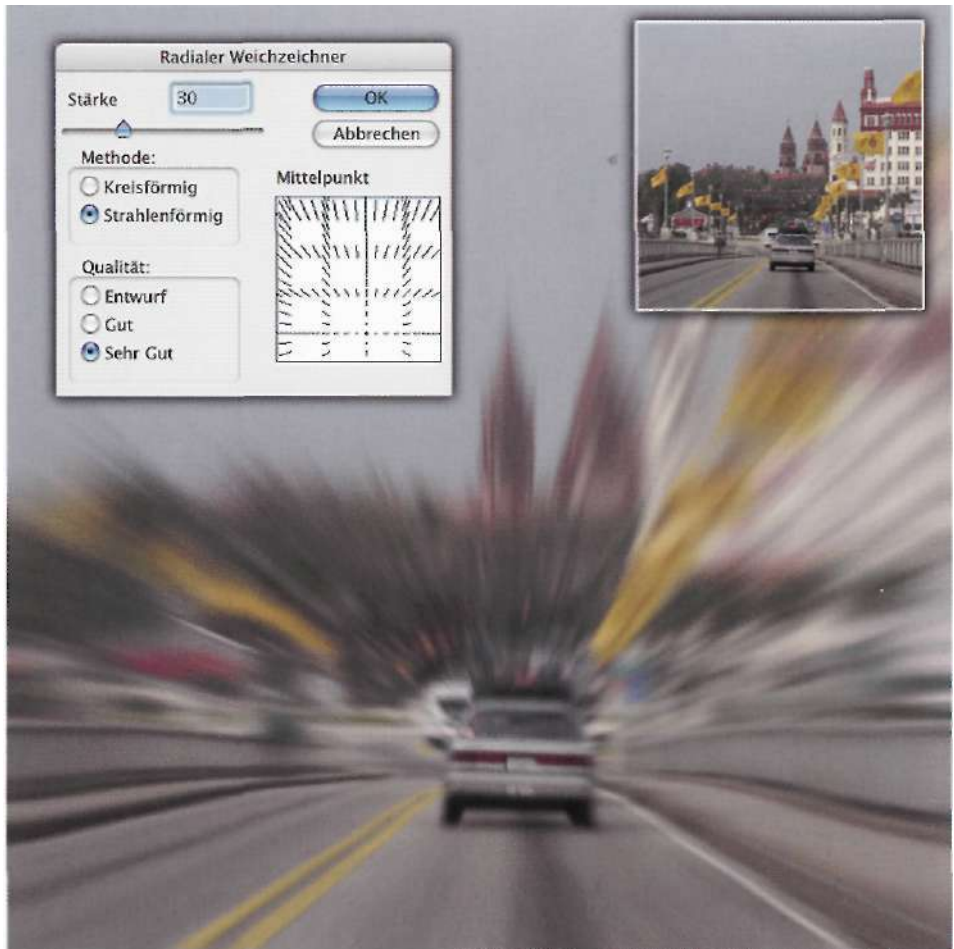 Radialer Weichzeichner
Stärke 30
OK
Abbrechen
Methode:
Kreisförmig
Strahlenförmig
Mittelpunkt
Qualität:
Entwurf
Gut
Sehr Gut